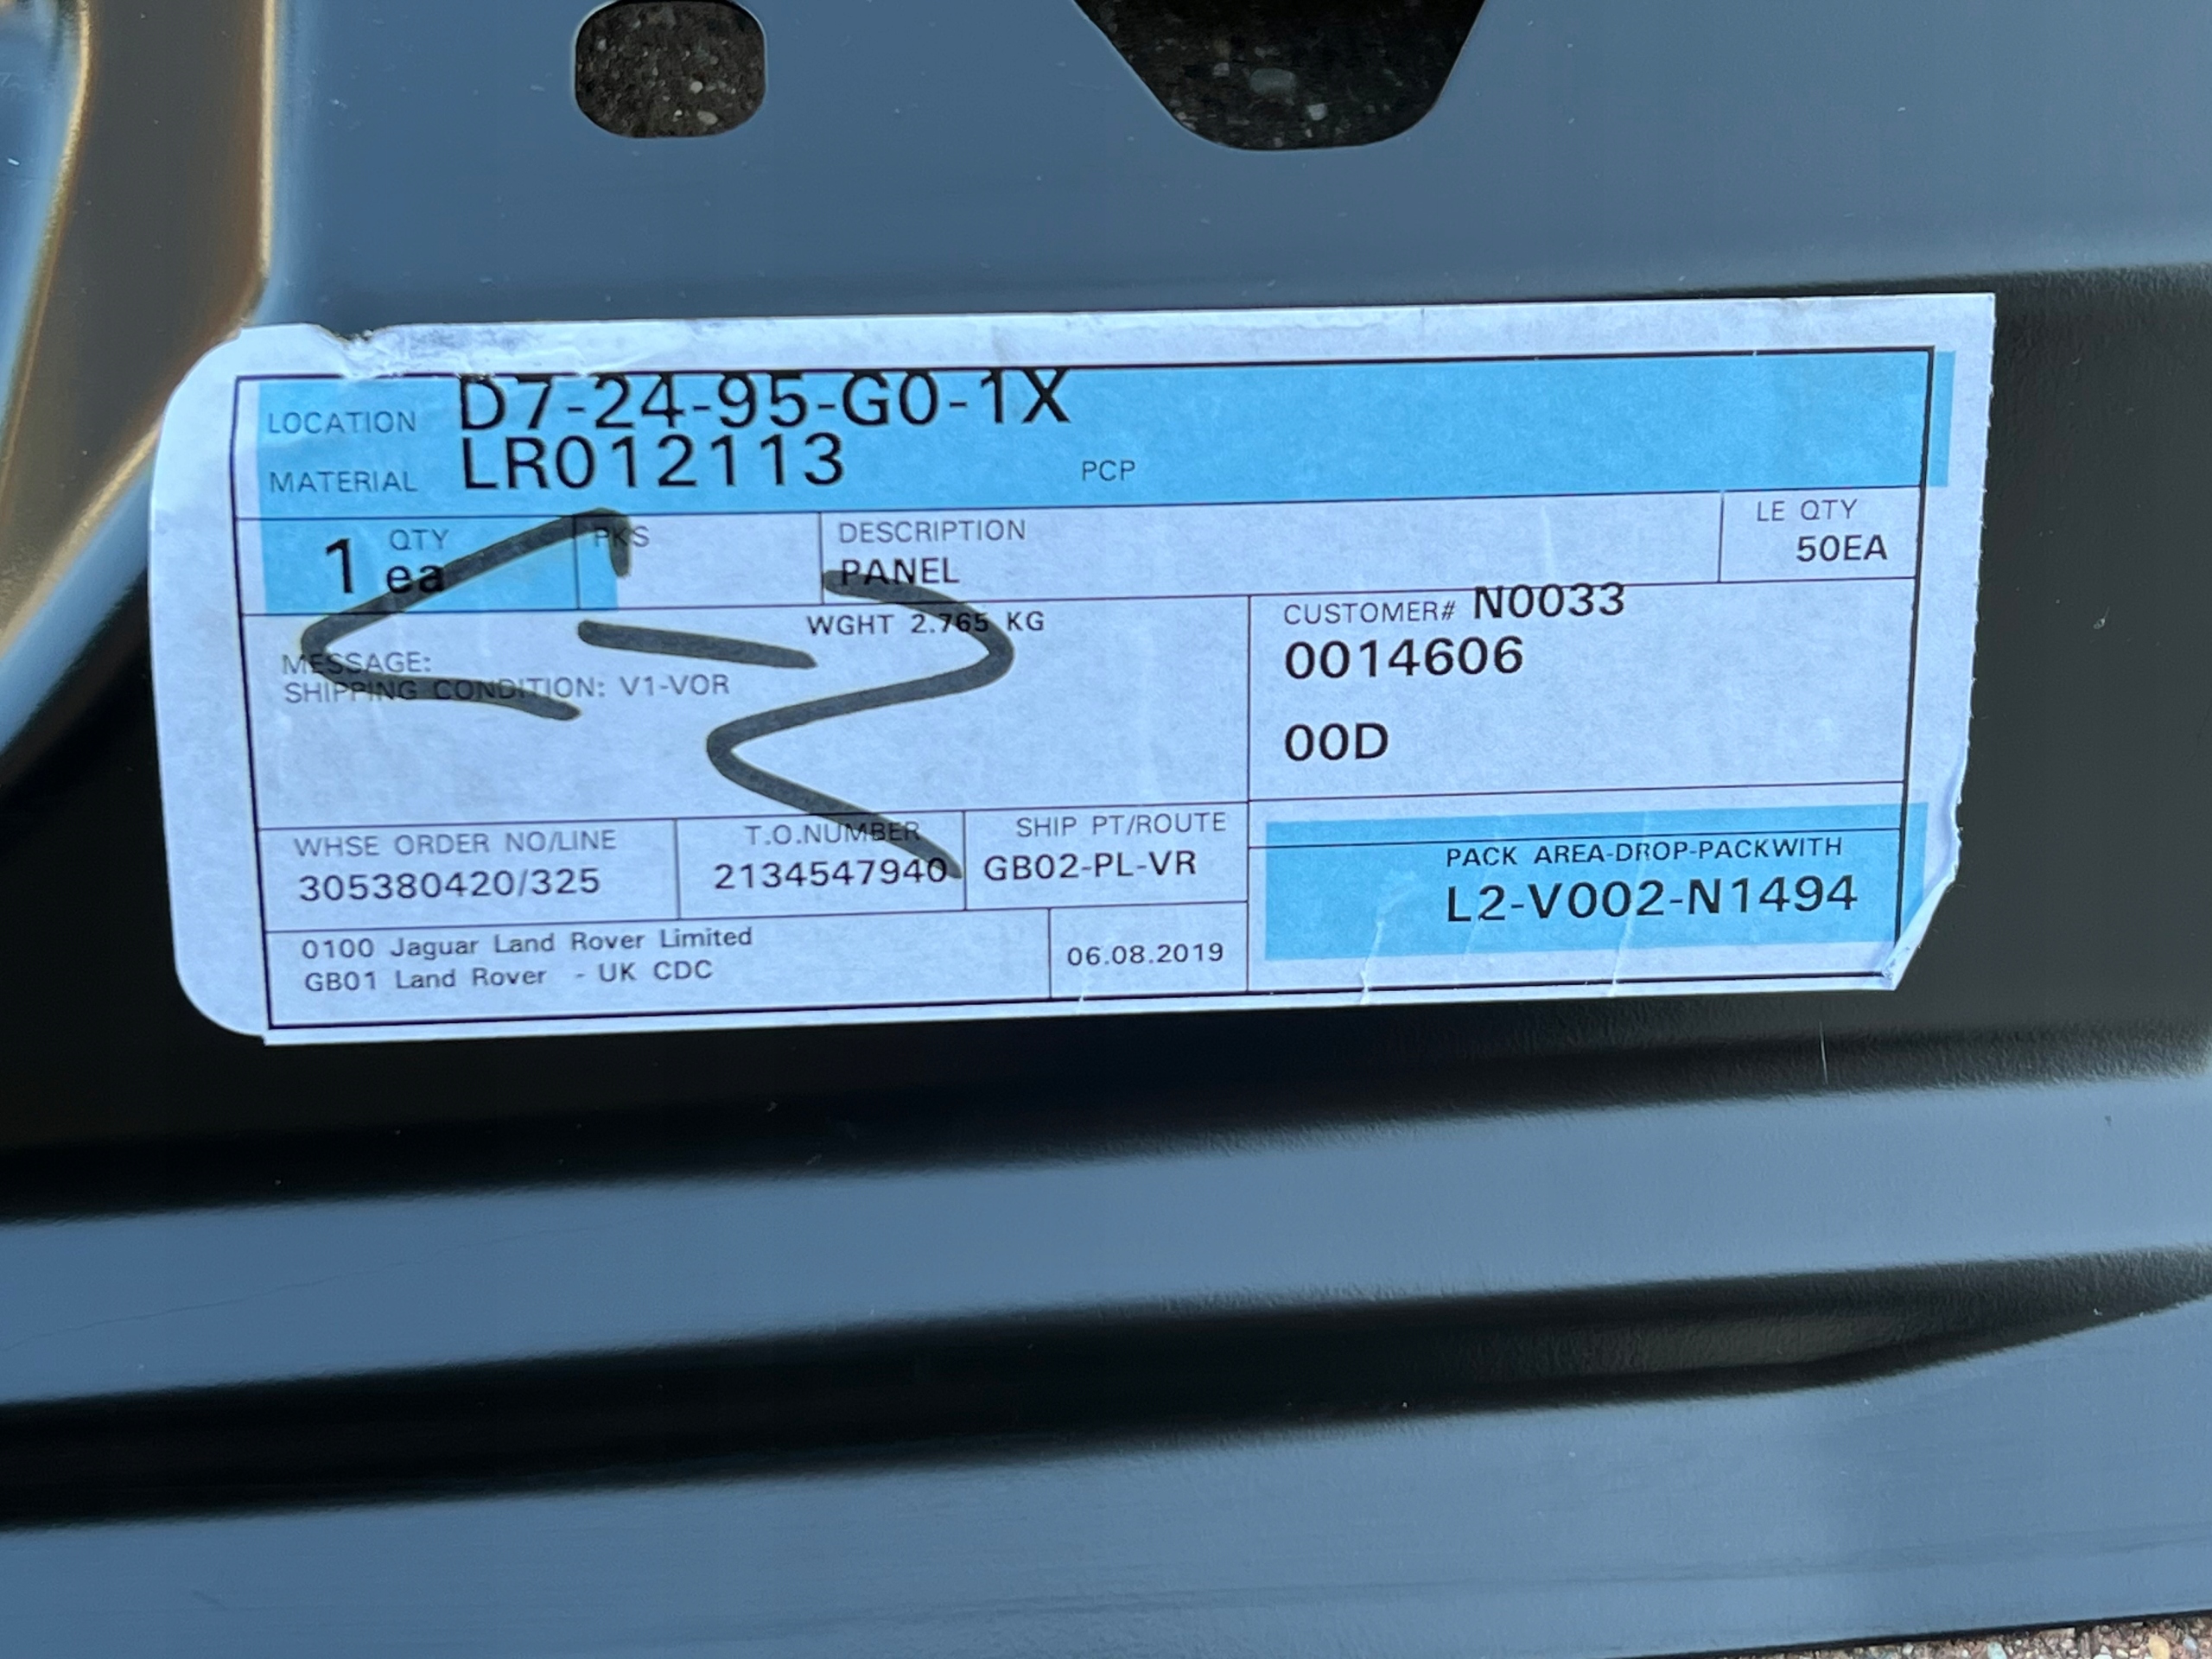 LOCATION D7-24-95-G0-1X
MATERIAL LR012113 PCP
QTY PKS DESCRIPTION LE QTY
1 ea PANEL 50EA
WGHT 2.765 KG CUSTOMER# N0033
MESSAGE: 0014606
SHIPPING CONDITION: V1-VOR
00D
WHSE ORDER NO/LINE T.O.NUMBER SHIP PT/ROUTE PACK AREA-DROP-PACKWITH
305380420/325 2134547940 GB02-PL-VR L2-V002-N1494
0100 Jaguar Land Rover Limited 06.08.2019
GB01 Land Rover - UK CDC